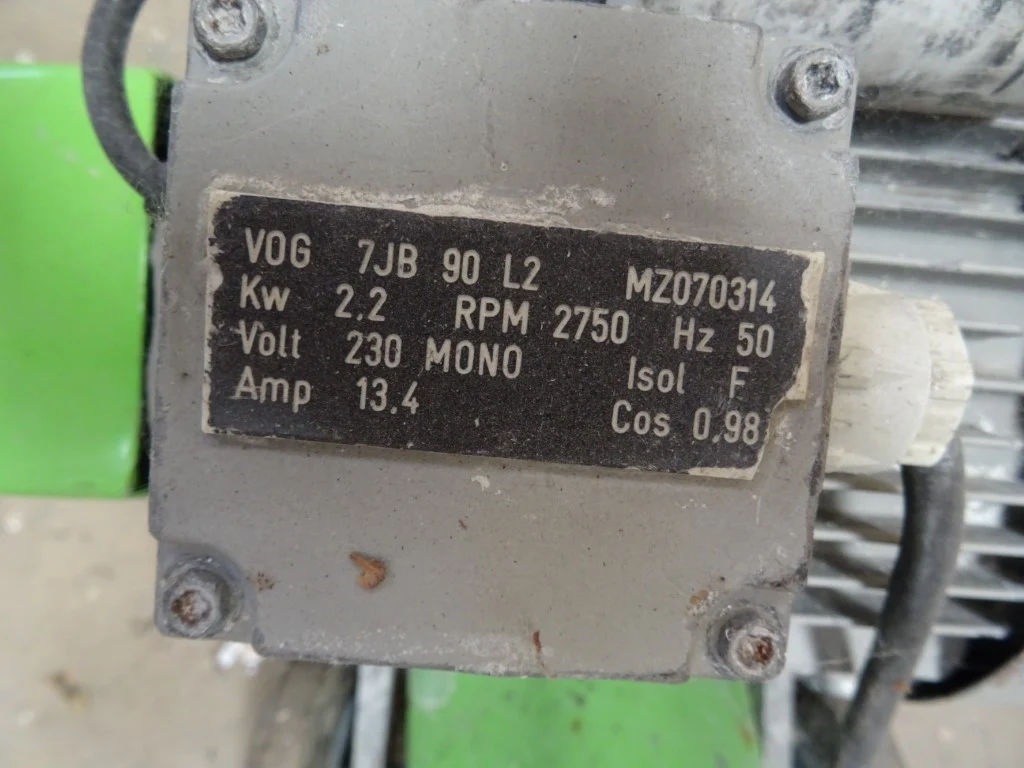 VOG 7JB 90 L2 MZ070314
Kw 2.2 RPM 2750 Hz 50
Volt 230 MONO Isol F
Amp 13.4 Cos 0.98